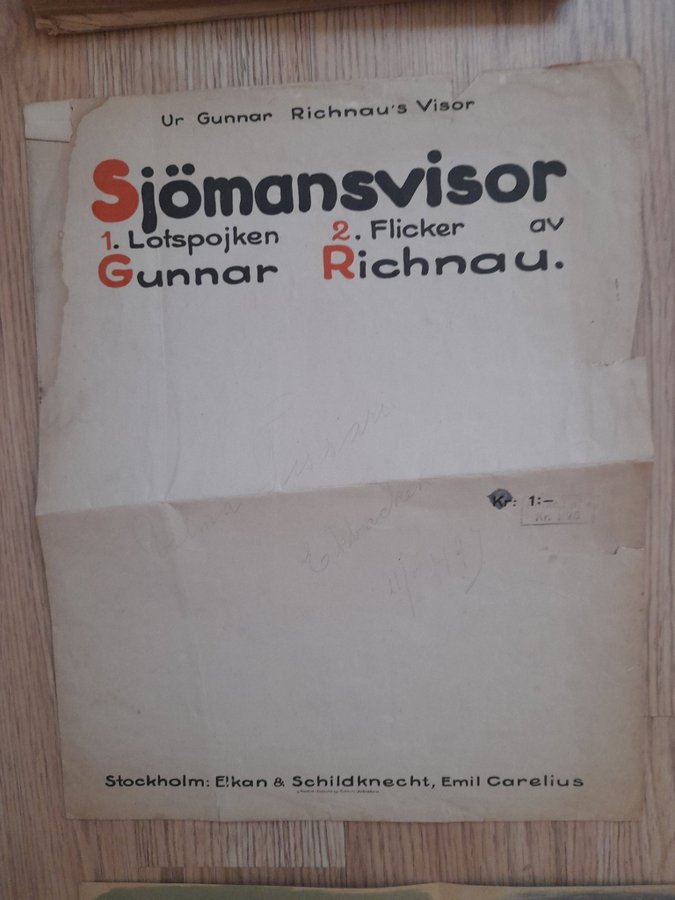 Ur Gunnar Richnau's Visor
Sjömansvisor
1. Lotspojken 2. Flicker av
Gunnar Richnau.
Kr: 1:-
Stockholm: Elkan & Schildknecht, Emil Carelius